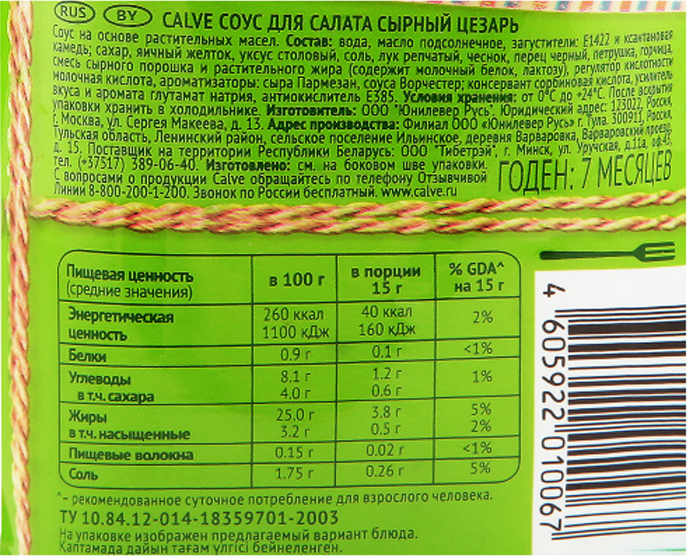 RUS BY CALVE СОУС ДЛЯ САЛАТА СЫРНЫЙ ЦЕЗАРЬ
Соус на основе растительных масел. Состав: вода, масло подсолнечное, загустители: Е1422 и ксантановая
камедь; сахар, яичный желток, уксус столовый, соль, лук репчатый, чеснок, перец черный, петрушка, горчица,
смесь сырного порошка и растительного жира (содержит молочный белок, лактозу), регулятор кислотности
молочная кислота, ароматизаторы: сыра Пармезан, соуса Ворчестер; консервант сорбиновая кислота, усилитель
вкуса и аромата глутамат натрия, антиокислитель Е385. Условия хранения: от 0°С до +24°С. После вскрытия
упаковки хранить в холодильнике. Изготовитель: ООО "Юнилевер Русь". Юридический адрес: 123022, Россия,
г. Москва, ул. Сергея Макеева, д. 13. Адрес производства: Филиал ООО «Юнилевер Русь» г. Тула. 300913, Россия,
Тульская область, Ленинский район, сельское поселение Ильинское, деревня Варваровка, Варваровский проезд,
д. 15. Поставщик на территории Республики Беларусь: ООО "Тибетрэй", г. Минск, ул. Уручская, д.11а, оф.45,
тел. (+37517) 389-06-40. Изготовлено: см. на боковом шве упаковки.
С вопросами о продукции Calve обращайтесь по телефону Отзывчивой
Линии 8-800-200-1-200. Звонок по России бесплатный. www.calve.ru
ГОДЕН: 7 МЕСЯЦЕВ
Пищевая ценность (средние значения) в 100 г в порции 15 г % GDA^ на 15 г
Энергетическая 260 ккал 40 ккал 2%
ценность 1100 кДж 160 кДж
Белки 0.9 г 0.1 г <1%
Углеводы 8.1 г 1.2 г 1%
в т.ч. сахара 4.0 г 0.6 г
Жиры 25.0 г 3.8 г 5%
в т.ч. насыщенные 3.2 г 0.5 г 2%
Пищевые волокна 0.15 г 0.02 г <1%
Соль 1.75 г 0.26 г 5%
^- рекомендованное суточное потребление для взрослого человека.
ТУ 10.84.12-014-18359701-2003
На упаковке изображен предлагаемый вариант блюда.
Қаптамада дайын тағам үлгісі бейнеленген.
4 605922 010067